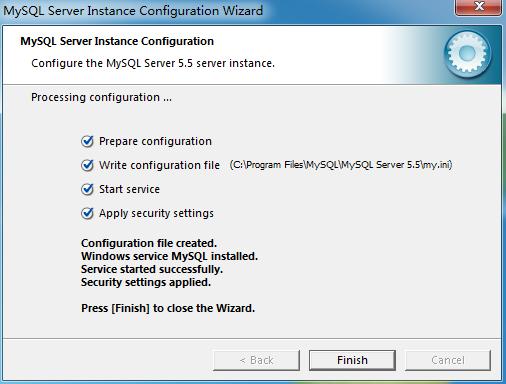 MySQL Server Instance Configuration Wizard
MySQL Server Instance Configuration
Configure the MySQL Server 5.5 server instance.
Processing configuration ...
Prepare configuration
Write configuration file (C:\Program Files\MySQL\MySQL Server 5.5\my.ini)
Start service
Apply security settings
Configuration file created.
Windows service MySQL installed.
Service started successfully.
Security settings applied.
Press [Finish] to close the Wizard.
< Back Finish Cancel